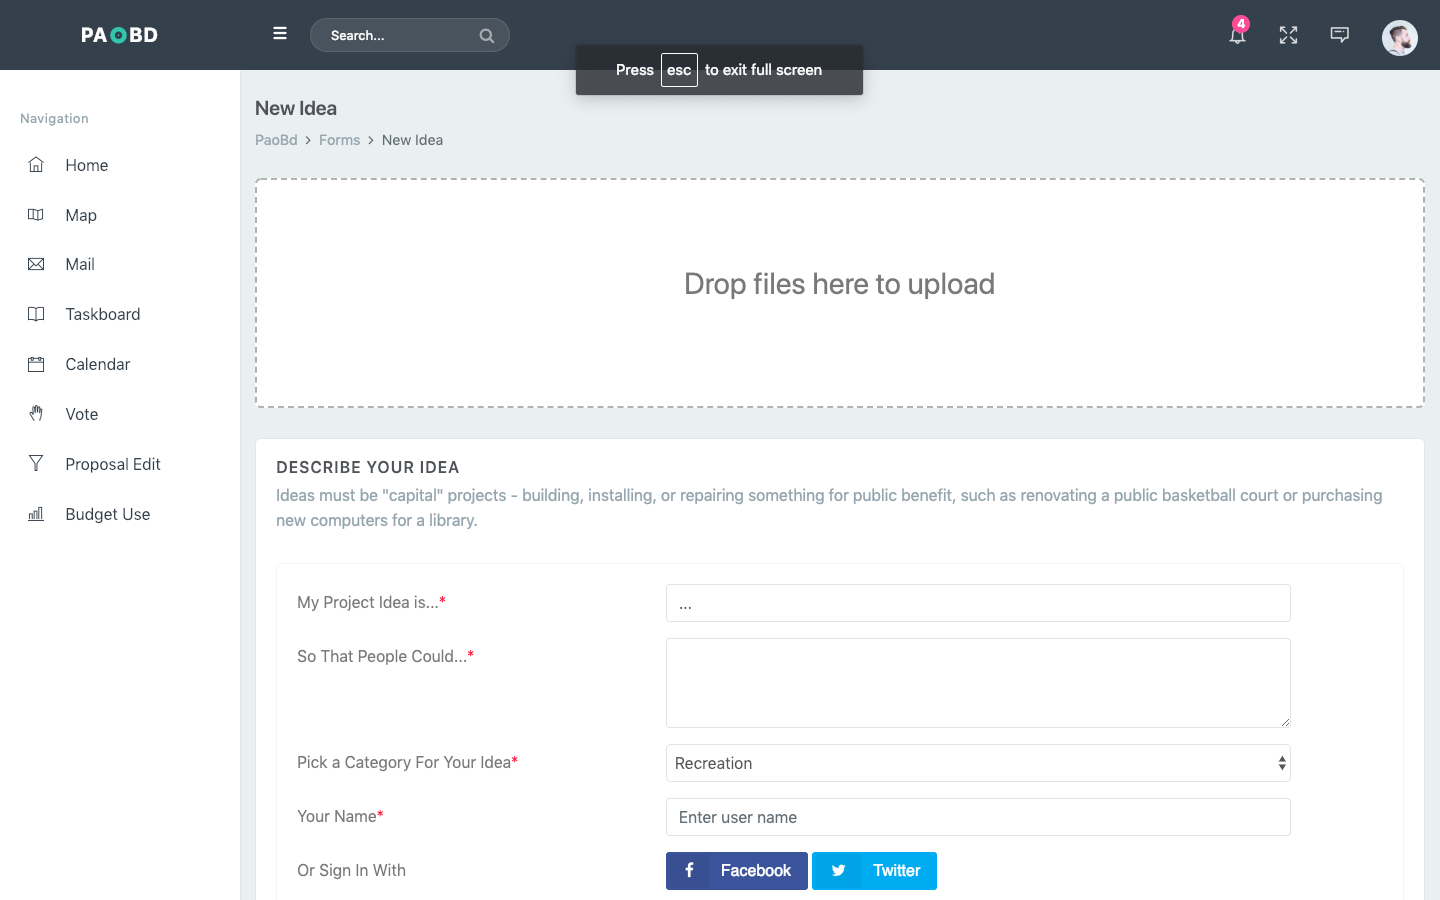 PAOBD
Search...
4
Press esc to exit full screen
Navigation
Home
Map
Mail
Taskboard
Calendar
Vote
Proposal Edit
Budget Use
New Idea
PaoBd > Forms > New Idea
Drop files here to upload
DESCRIBE YOUR IDEA
Ideas must be "capital" projects - building, installing, or repairing something for public benefit, such as renovating a public basketball court or purchasing
new computers for a library.
My Project Idea is...*
...
So That People Could...*
Pick a Category For Your Idea*
Recreation
Your Name*
Enter user name
Or Sign In With
Facebook
Twitter